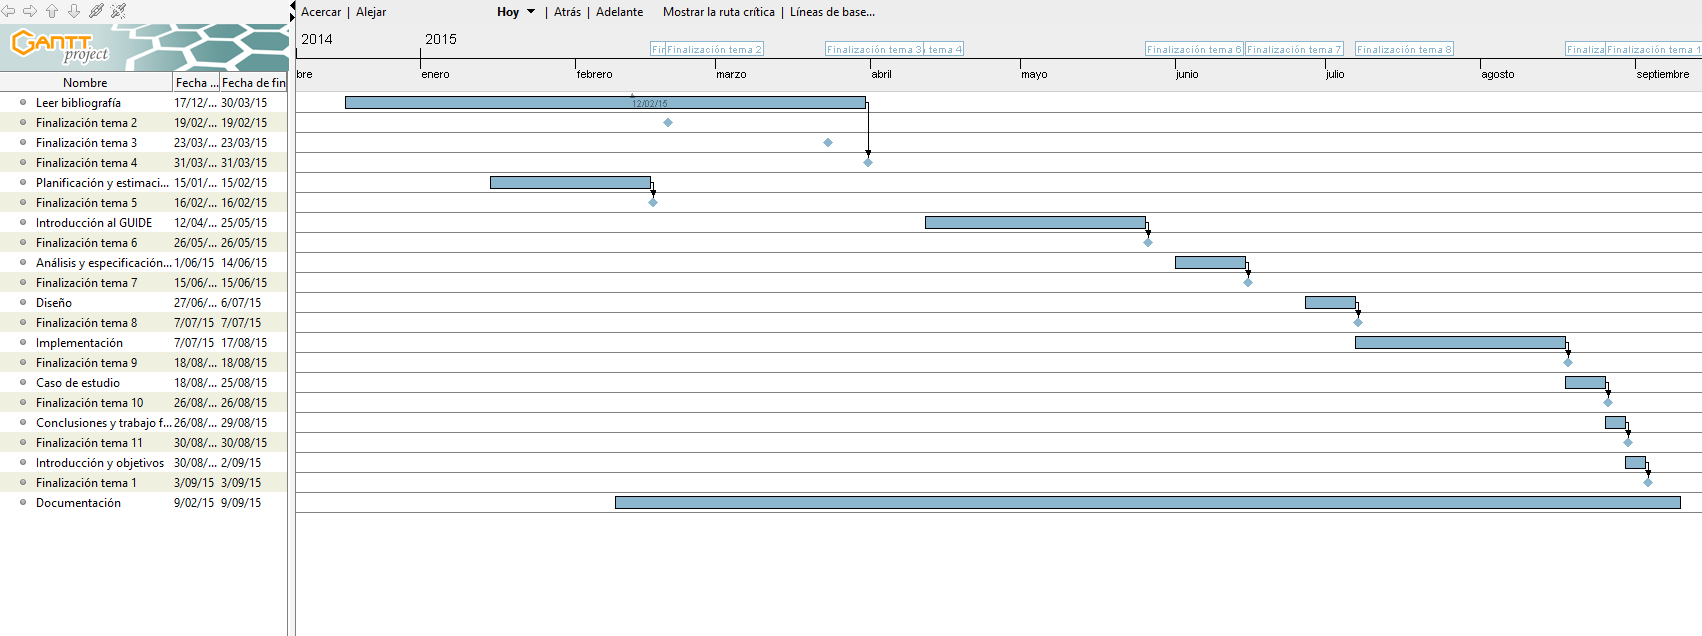 Acercar | Alejar Hoy | Atrás | Adelante Mostrar la ruta crítica | Líneas de base...
GANTT project
2014 2015
Fin Finalización tema 2 Finalización tema 3 tema 4 Finalización tema 6 Finalización tema 7 Finalización tema 8 Finaliza Finalización tema 1
bre enero febrero marzo abril mayo junio julio agosto septiembre
Nombre Fecha ... Fecha de fin
Leer bibliografía 17/12/... 30/03/15
12/02/15
Finalización tema 2 19/02/... 19/02/15
Finalización tema 3 23/03/... 23/03/15
Finalización tema 4 31/03/... 31/03/15
Planificación y estimaci... 15/01/... 15/02/15
Finalización tema 5 16/02/... 16/02/15
Introducción al GUIDE 12/04/... 25/05/15
Finalización tema 6 26/05/... 26/05/15
Análisis y especificación... 1/06/15 14/06/15
Finalización tema 7 15/06/... 15/06/15
Diseño 27/06/... 6/07/15
Finalización tema 8 7/07/15 7/07/15
Implementación 7/07/15 17/08/15
Finalización tema 9 18/08/... 18/08/15
Caso de estudio 18/08/... 25/08/15
Finalización tema 10 26/08/... 26/08/15
Conclusiones y trabajo f... 26/08/... 29/08/15
Finalización tema 11 30/08/... 30/08/15
Introducción y objetivos 30/08/... 2/09/15
Finalización tema 1 3/09/15 3/09/15
Documentación 9/02/15 9/09/15